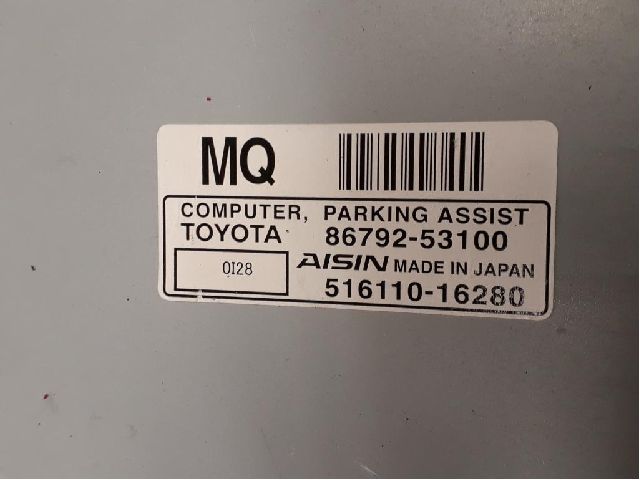 MQ
COMPUTER, PARKING ASSIST
TOYOTA 86792-53100
0I28 AISIN MADE IN JAPAN
516110-16280